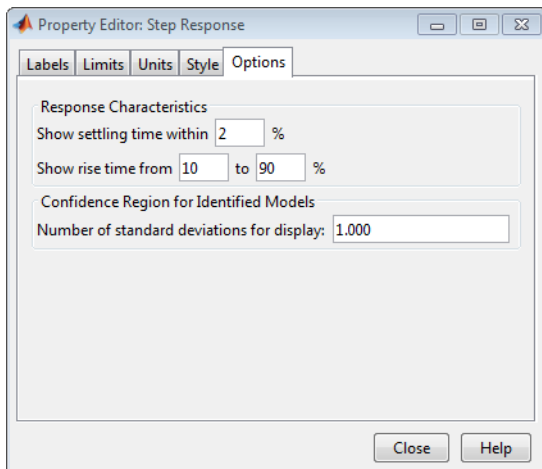 Property Editor: Step Response
Labels Limits Units Style Options
Response Characteristics
Show settling time within 2 %
Show rise time from 10 to 90 %
Confidence Region for Identified Models
Number of standard deviations for display: 1.000
Close Help